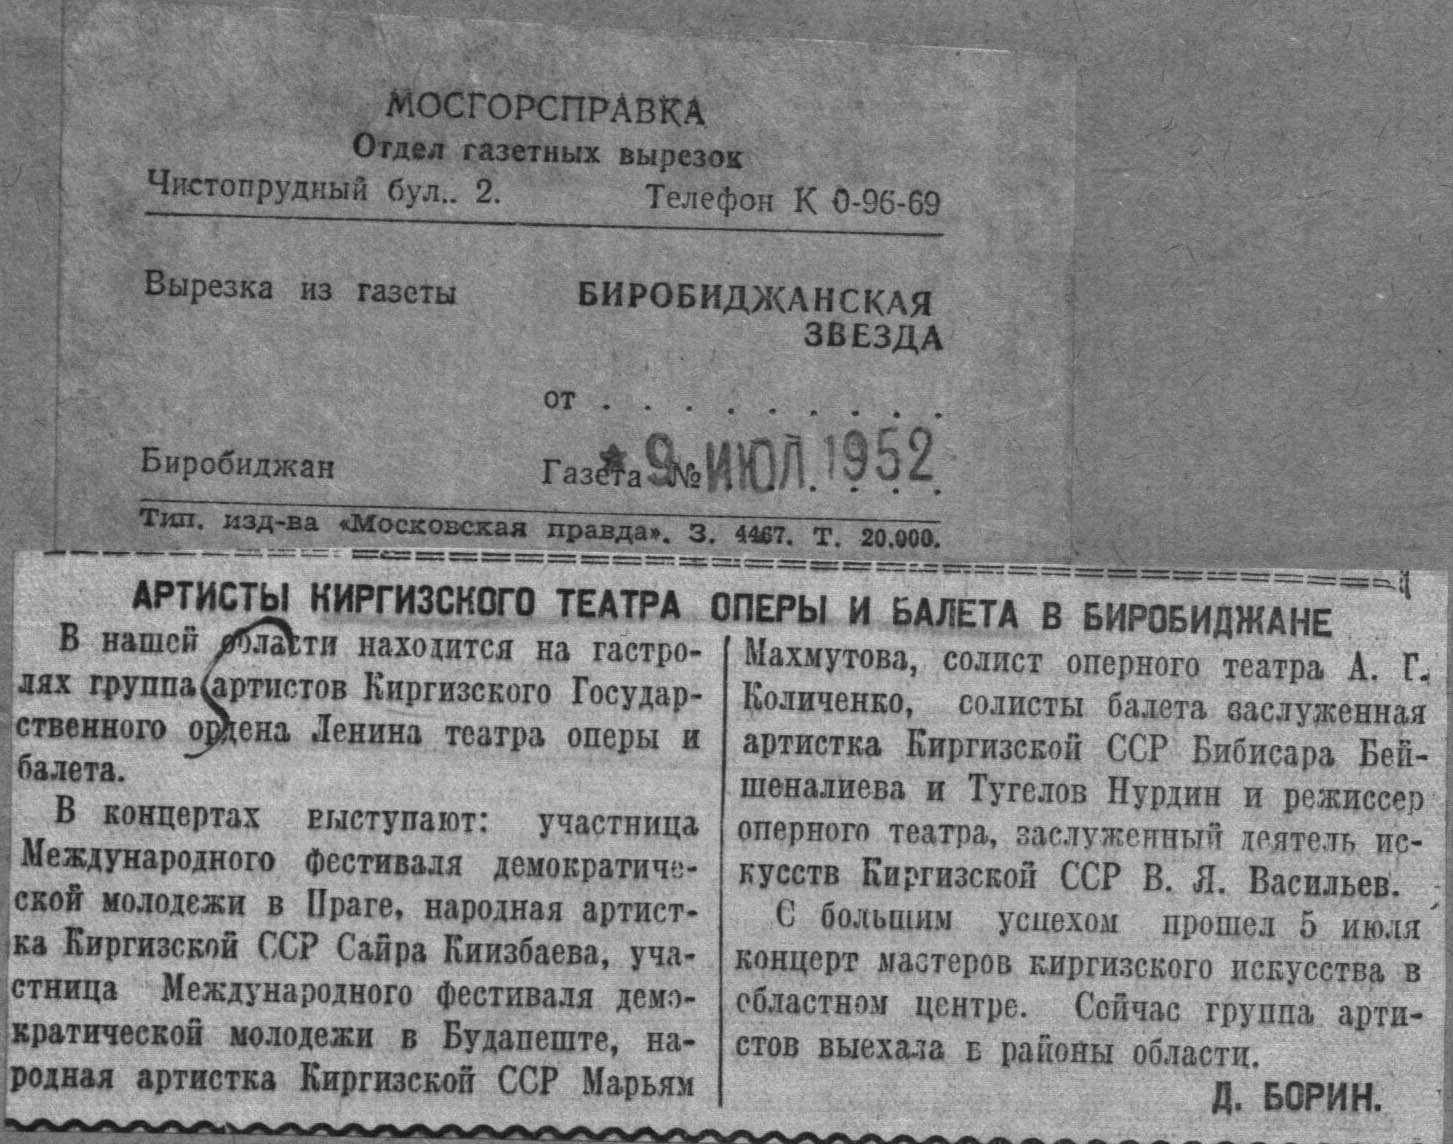 МОСГОРСПРАВКА
Отдел газетных вырезок
Чистопрудный бул.. 2. Телефон К 0-96-69
Вырезка из газеты БИРОБИДЖАНСКАЯ
ЗВЕЗДА
от . . . . . . . . .
Биробиджан Газета № . . . .
★ 9 ИЮЛ. 1952
Тип. изд-ва «Московская правда». З. 4467. Т. 20.000.
АРТИСТЫ КИРГИЗСКОГО ТЕАТРА ОПЕРЫ И БАЛЕТА В БИРОБИДЖАНЕ
В нашей области находится на гастро-
лях группа артистов Киргизского Государ-
ственного ордена Ленина театра оперы и
балета.
В концертах выступают: участница
Международного фестиваля демократиче-
ской молодежи в Праге, народная артист-
ка Киргизской ССР Сайра Киизбаева, уча-
стница Международного фестиваля демо-
кратической молодежи в Будапеште, на-
родная артистка Киргизской ССР Марьям
Махмутова, солист оперного театра А. Г.
Количенко, солисты балета заслуженная
артистка Киргизской ССР Бибисара Бей-
шеналиева и Тугелов Нурдин и режиссер
оперного театра, заслуженный деятель ис-
кусств Киргизской ССР В. Я. Васильев.
С большим успехом прошел 5 июля
концерт мастеров киргизского искусства в
областном центре. Сейчас группа арти-
стов выехала в районы области.
Д. БОРИН.